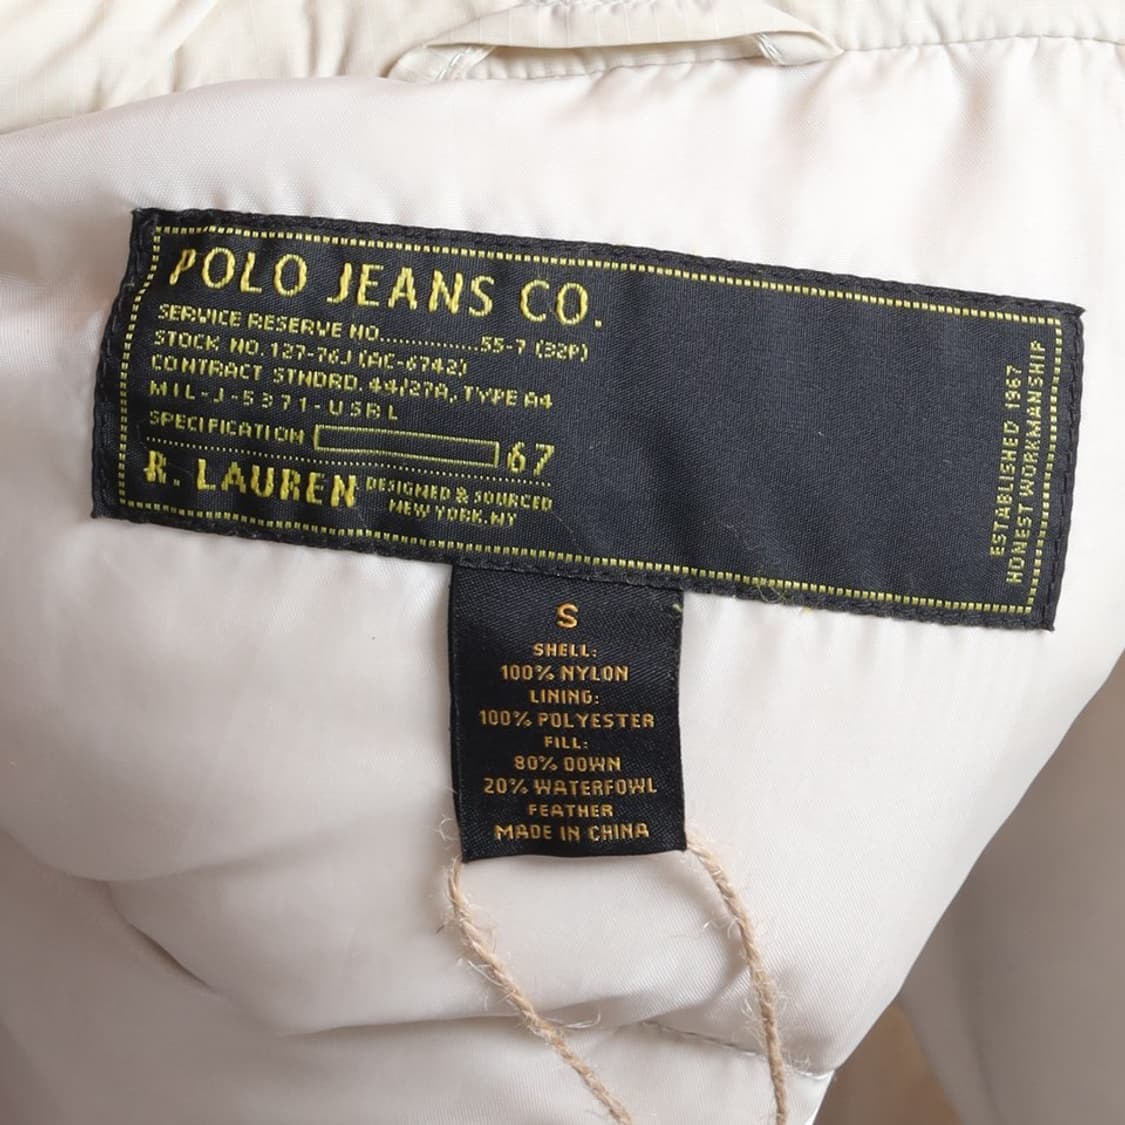 POLO JEANS CO.
SERVICE RESERVE NO..............55-7 (32P)
STOCK NO. 127-76J (AC-6742)
CONTRACT STNDRD. 44/27A, TYPE A4
MIL-J-5371-USRL
SPECIFICATION 67
R. LAUREN DESIGNED & SOURCED
NEW YORK.NY
ESTABLISHED 1967
HONEST WORKMANSHIP
S
SHELL:
100% NYLON
LINING:
100% POLYESTER
FILL:
80% DOWN
20% WATERFOWL
FEATHER
MADE IN CHINA